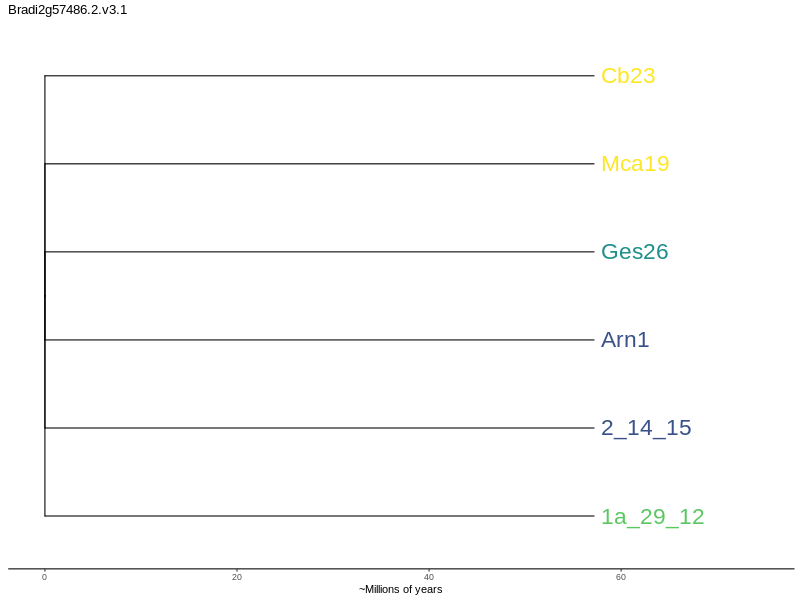 Bradi2g57486.2.v3.1
Cb23
Mca19
Ges26
Arn1
2_14_15
1a_29_12
0 20 40 60
~Millions of years